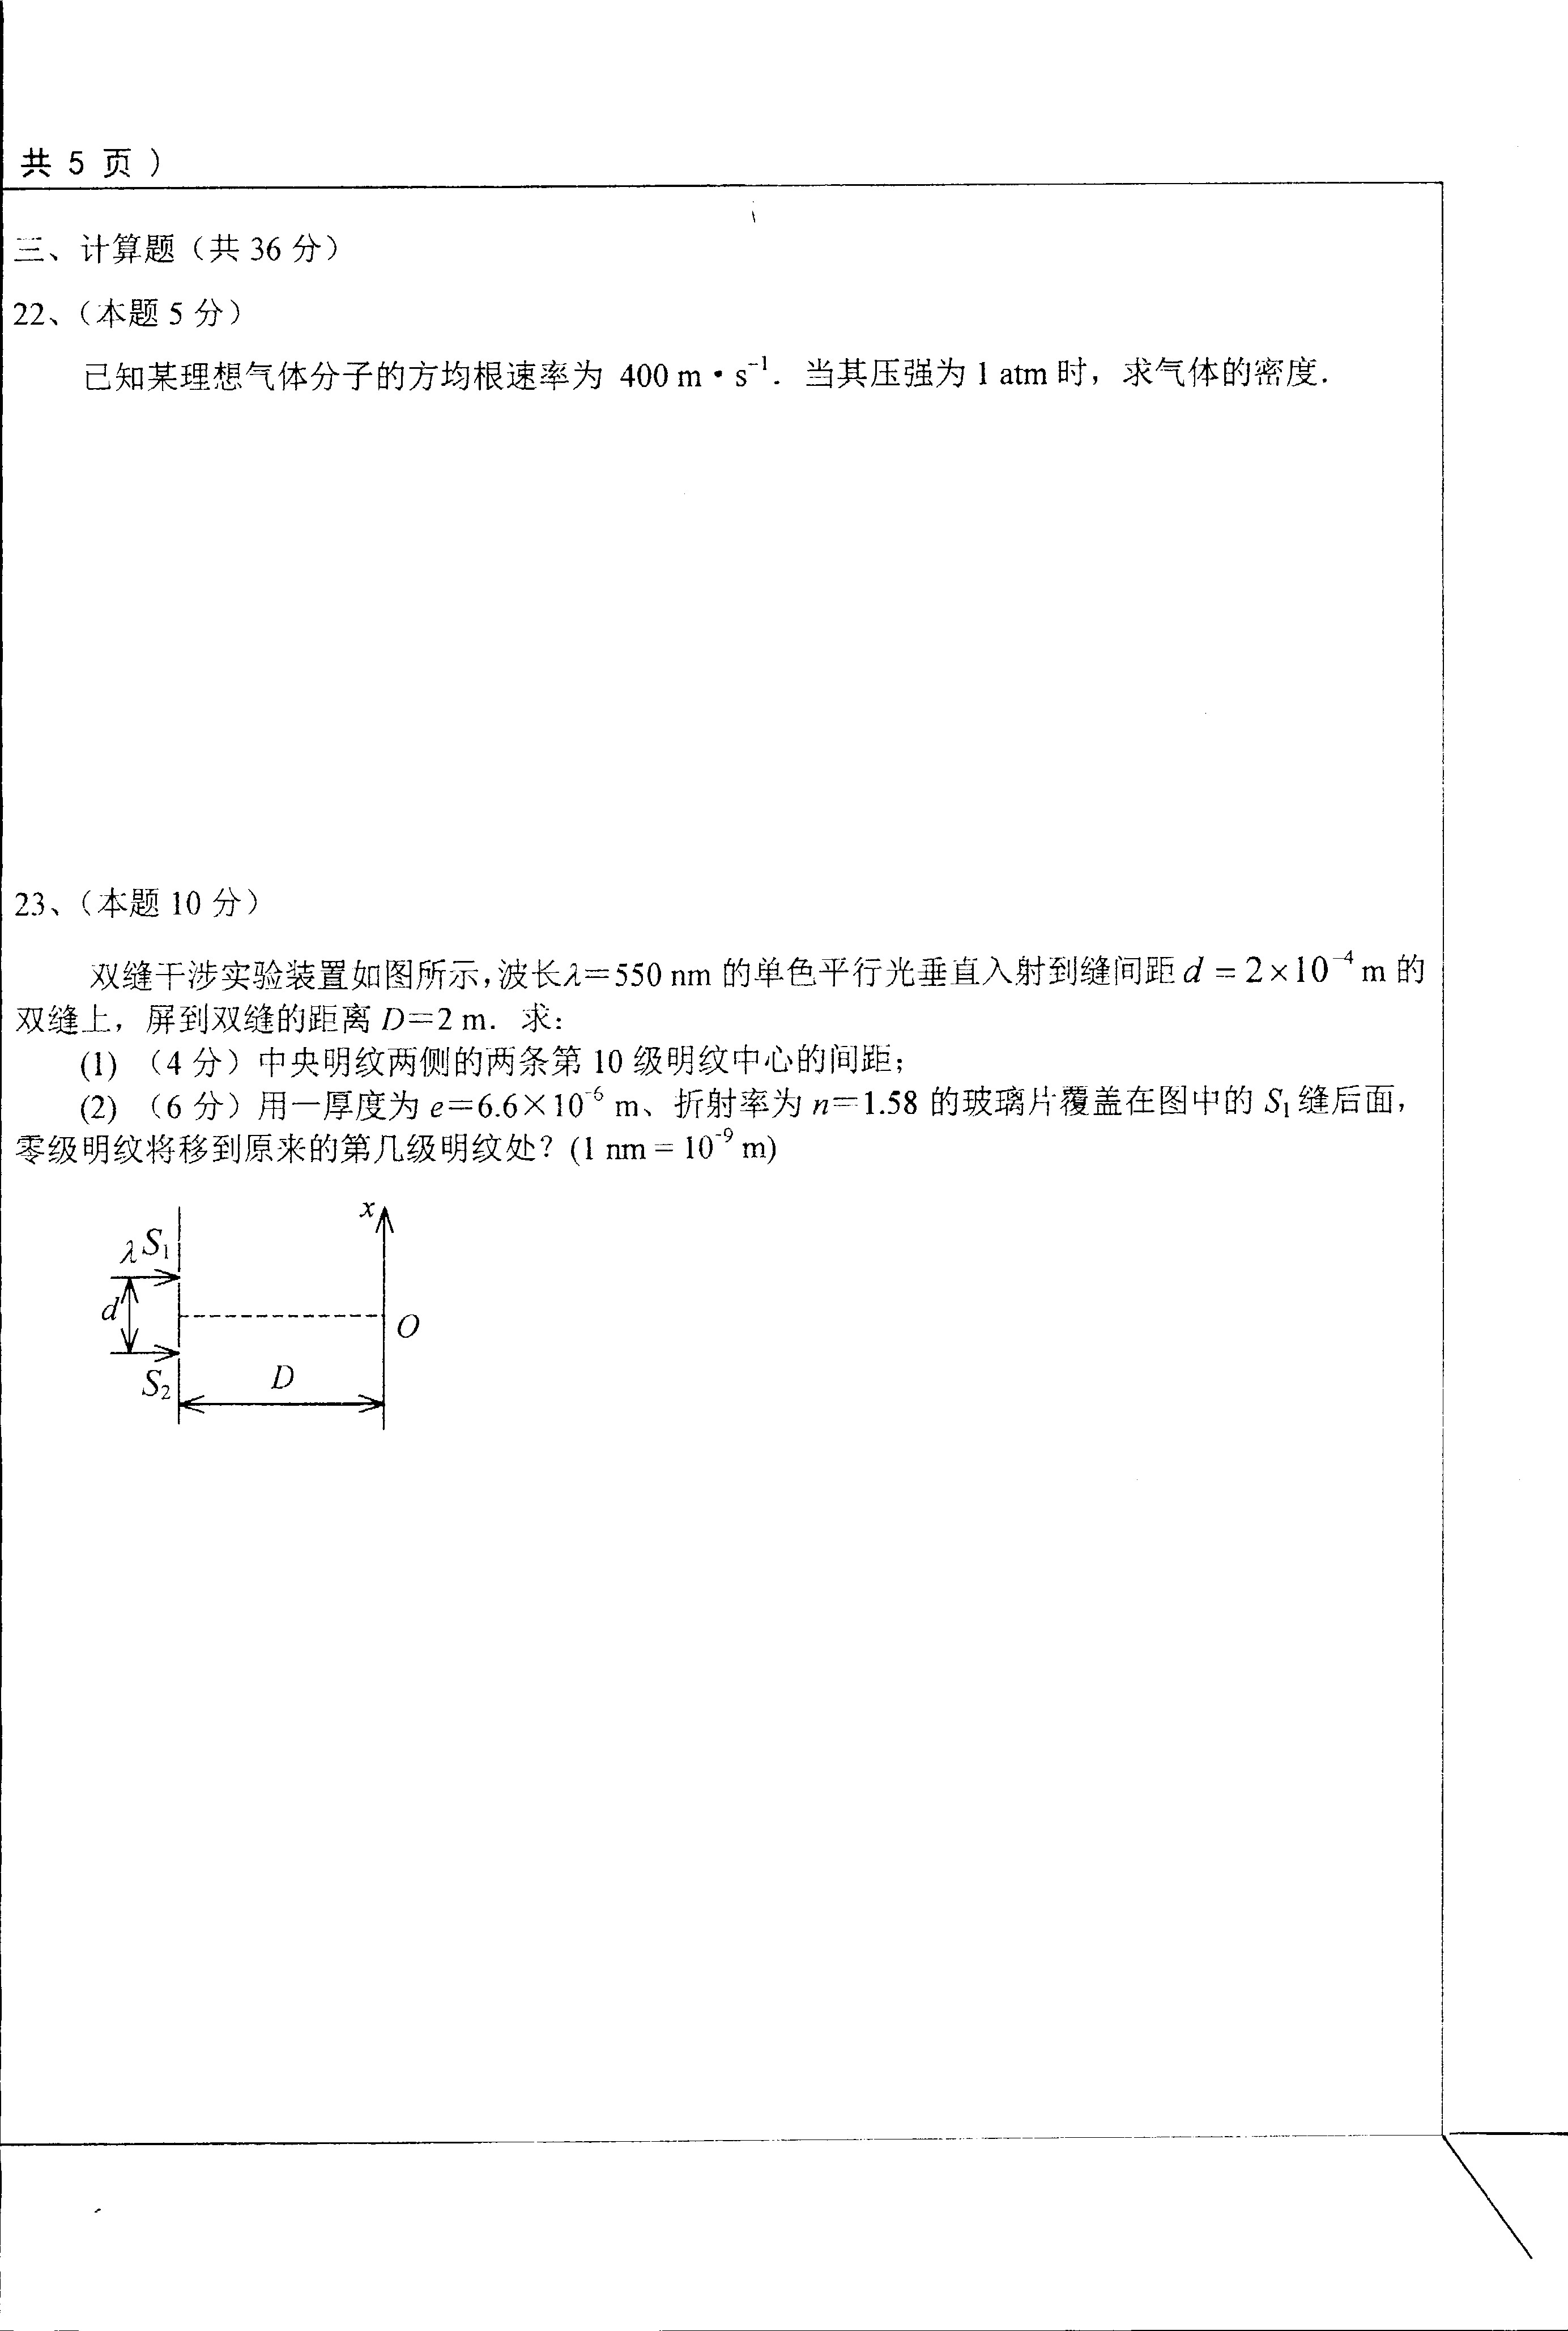 共 5 页 )
三、计算题（共 36 分）
22、（本题 5 分）
已知某理想气体分子的方均根速率为 400 m·s⁻¹．当其压强为 1 atm 时，求气体的密度．
23、（本题 10 分）
双缝干涉实验装置如图所示，波长λ＝550 nm 的单色平行光垂直入射到缝间距 d = 2×10⁻⁴ m 的
双缝上，屏到双缝的距离 D＝2 m．求：
(1) （4 分）中央明纹两侧的两条第 10 级明纹中心的间距；
(2) （6 分）用一厚度为 e＝6.6×10⁻⁶ m、折射率为 n＝1.58 的玻璃片覆盖在图中的 S₁ 缝后面，
零级明纹将移到原来的第几级明纹处？(1 nm = 10⁻⁹ m)
x
λ S₁
d
O
S₂
D